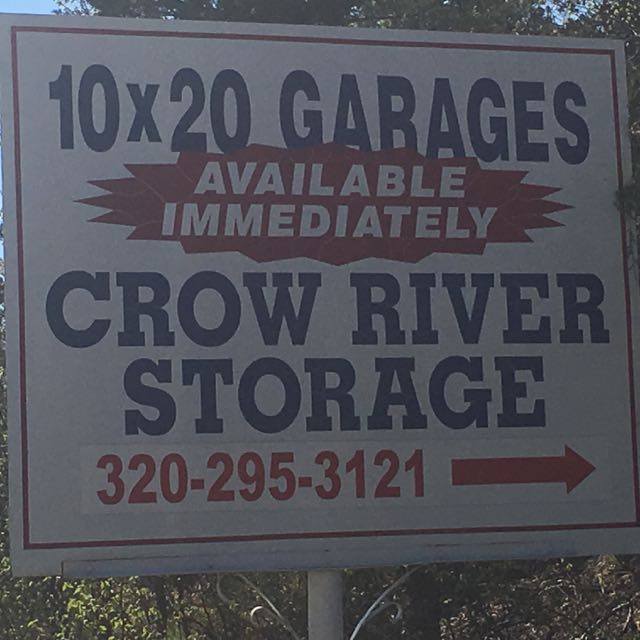 10x20 GARAGES
AVAILABLE
IMMEDIATELY
CROW RIVER
STORAGE
320-295-3121